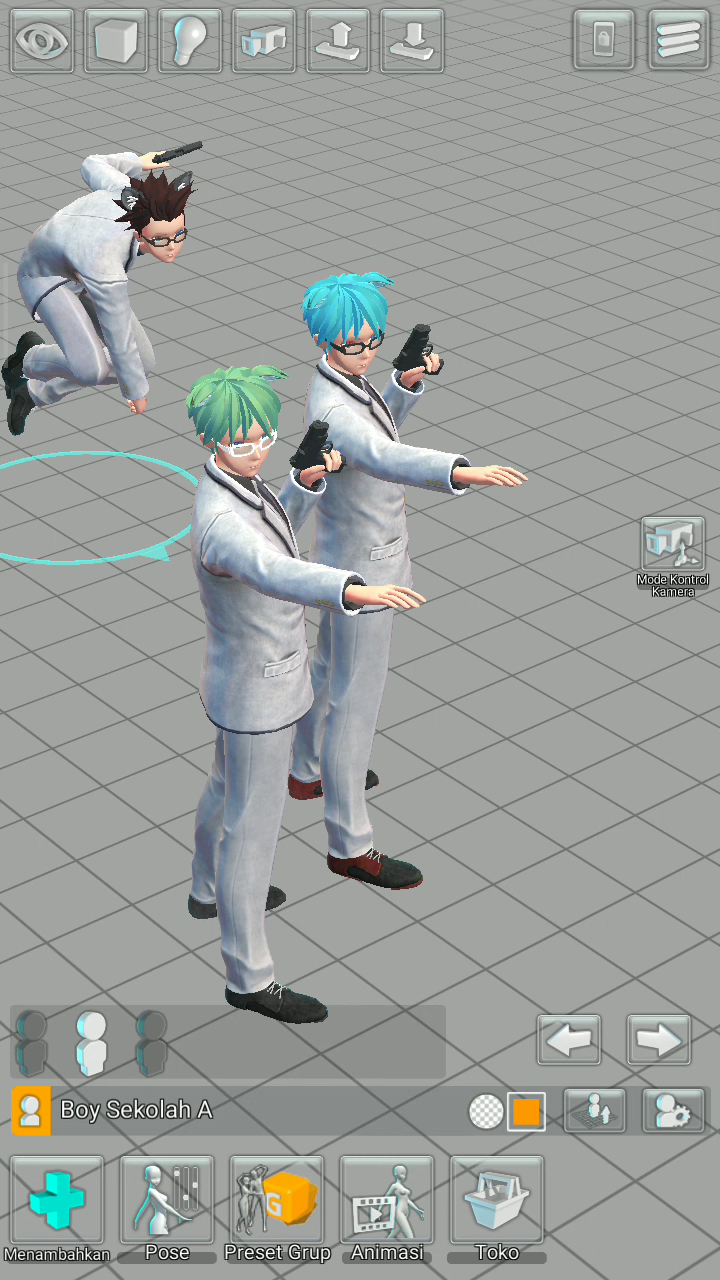 Mode Kontrol
Kamera
Boy Sekolah A
G
Menambahkan
Pose
Preset Grup
Animasi
Toko